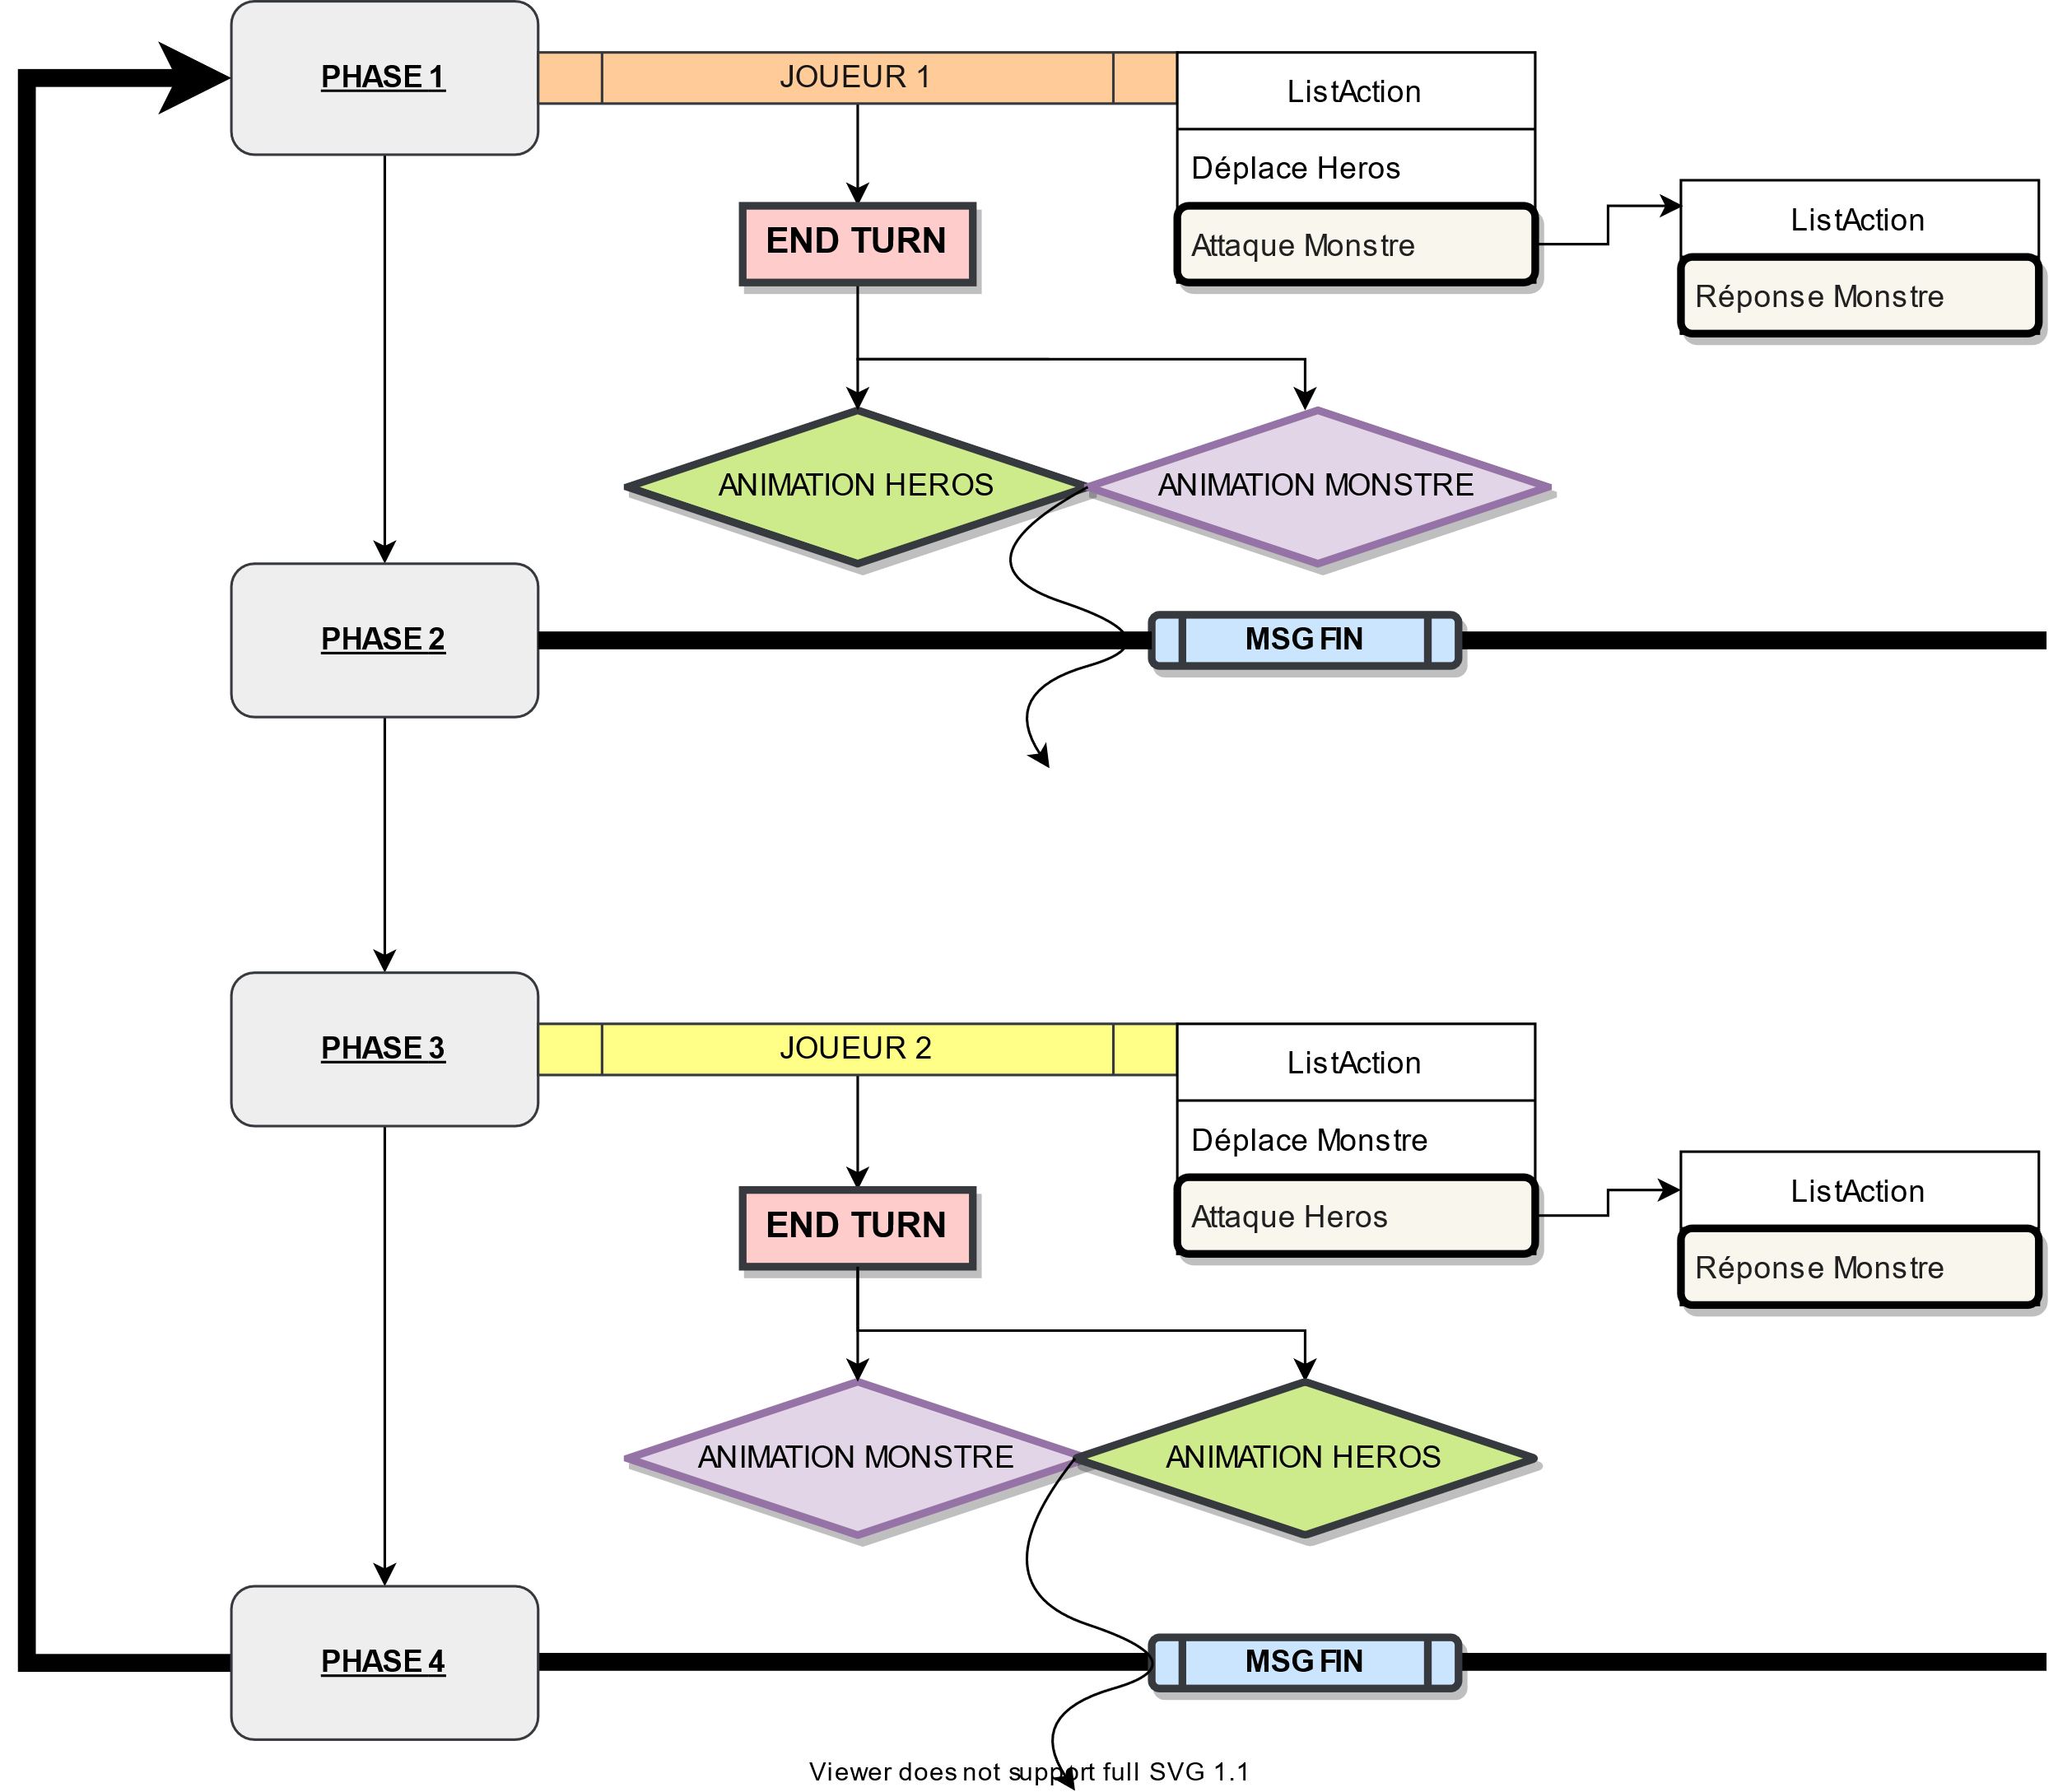 PHASE 1
JOUEUR 1
ListAction
Déplace Heros
Attaque Monstre
ListAction
Réponse Monstre
END TURN
ANIMATION HEROS
ANIMATION MONSTRE
PHASE 2
MSG FIN
PHASE 3
JOUEUR 2
ListAction
Déplace Monstre
Attaque Heros
ListAction
Réponse Monstre
END TURN
ANIMATION MONSTRE
ANIMATION HEROS
PHASE 4
MSG FIN
Viewer does not support full SVG 1.1